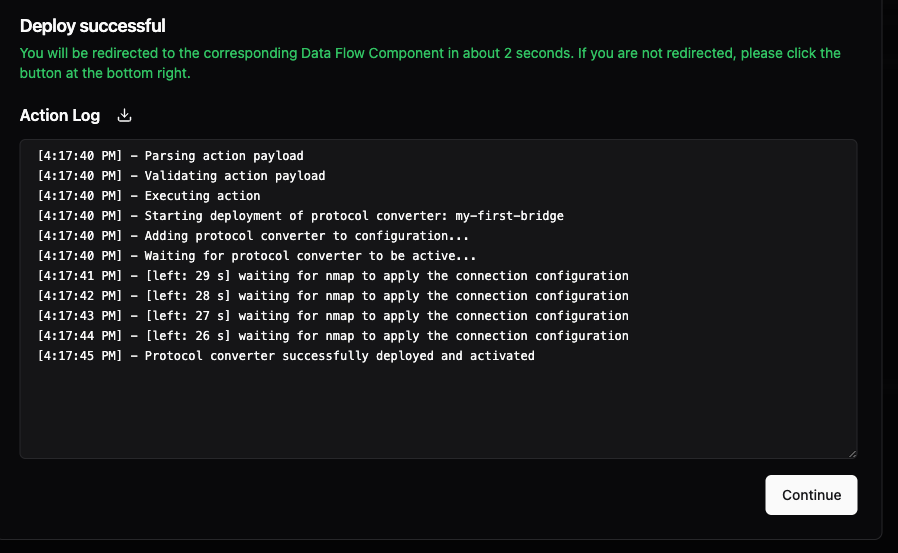 Deploy successful
You will be redirected to the corresponding Data Flow Component in about 2 seconds. If you are not redirected, please click the
button at the bottom right.
Action Log
[4:17:40 PM] – Parsing action payload
[4:17:40 PM] – Validating action payload
[4:17:40 PM] – Executing action
[4:17:40 PM] – Starting deployment of protocol converter: my-first-bridge
[4:17:40 PM] – Adding protocol converter to configuration...
[4:17:40 PM] – Waiting for protocol converter to be active...
[4:17:41 PM] – [left: 29 s] waiting for nmap to apply the connection configuration
[4:17:42 PM] – [left: 28 s] waiting for nmap to apply the connection configuration
[4:17:43 PM] – [left: 27 s] waiting for nmap to apply the connection configuration
[4:17:44 PM] – [left: 26 s] waiting for nmap to apply the connection configuration
[4:17:45 PM] – Protocol converter successfully deployed and activated
Continue